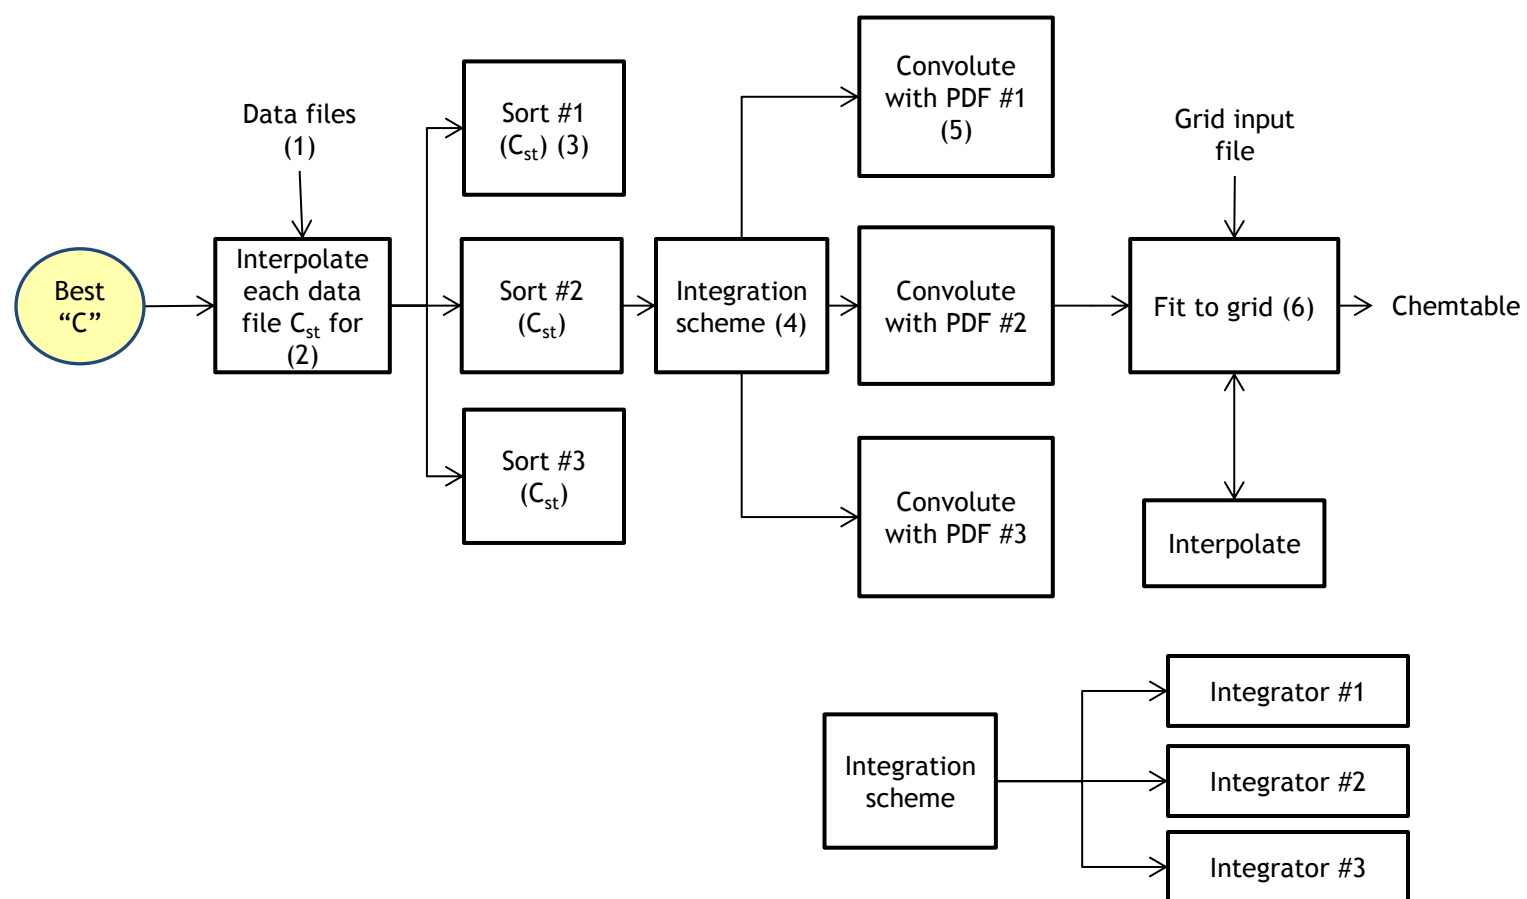 Data files
(1)
Best
“C”
Interpolate
each data
file Cst for
(2)
Sort #1
(Cst) (3)
Sort #2
(Cst)
Sort #3
(Cst)
Integration
scheme (4)
Convolute
with PDF #1
(5)
Convolute
with PDF #2
Convolute
with PDF #3
Grid input
file
Fit to grid (6)
Chemtable
Interpolate
Integration
scheme
Integrator #1
Integrator #2
Integrator #3